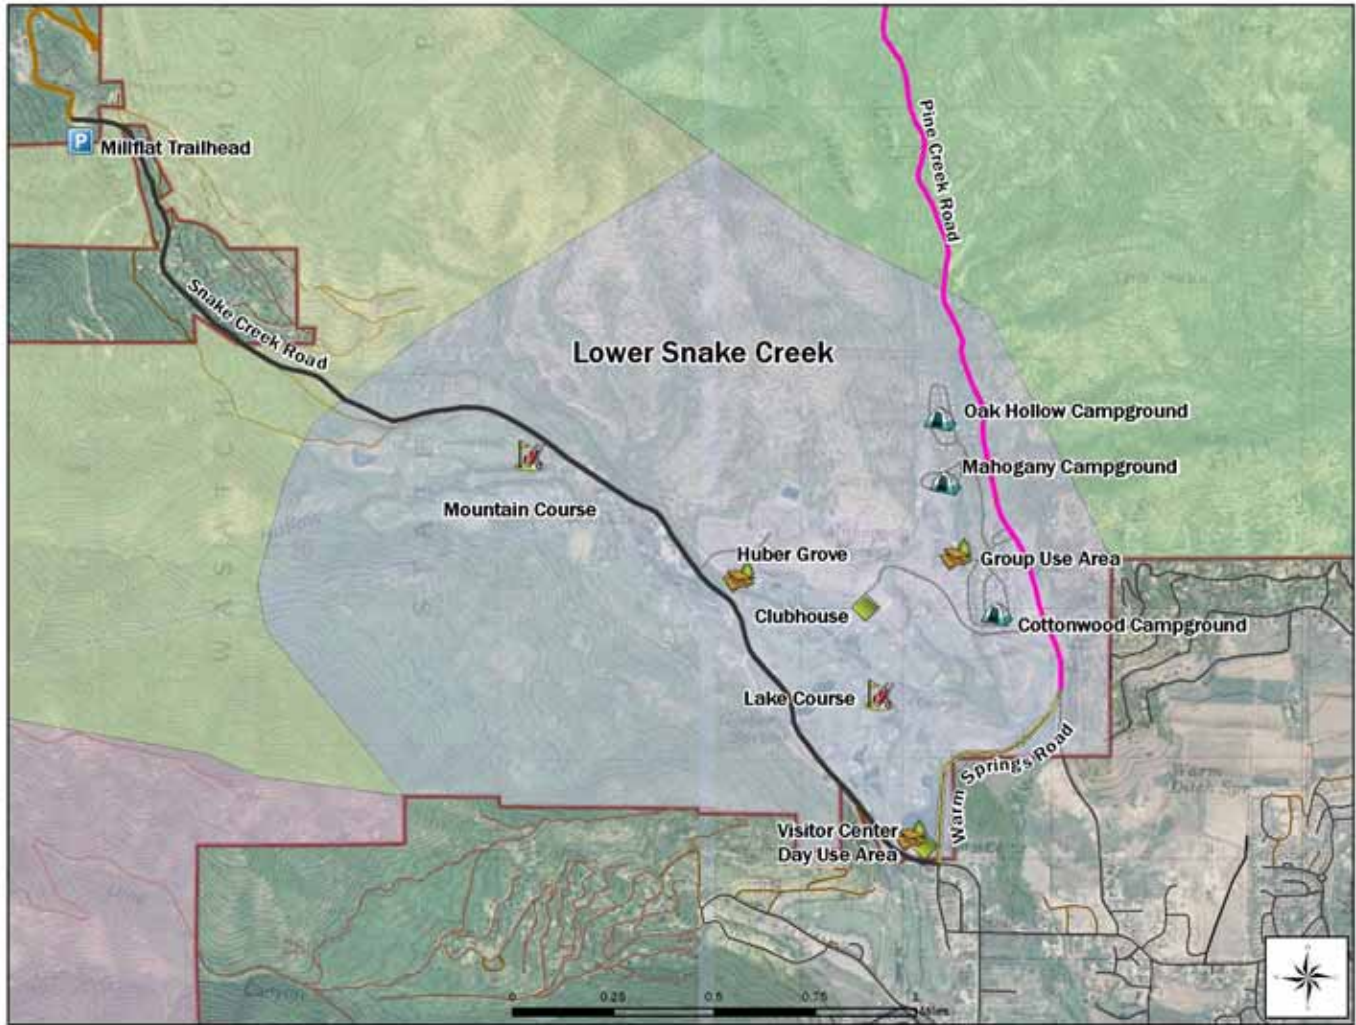 Millflat Trailhead
Pine Creek Road
Snake Creek Road
Lower Snake Creek
Oak Hollow Campground
Mahogany Campground
Mountain Course
Huber Grove
Group Use Area
Clubhouse
Cottonwood Campground
Lake Course
Warm Springs Road
Visitor Center
Day Use Area
P
0 0.25 0.5 0.75 1
Miles
Canyon